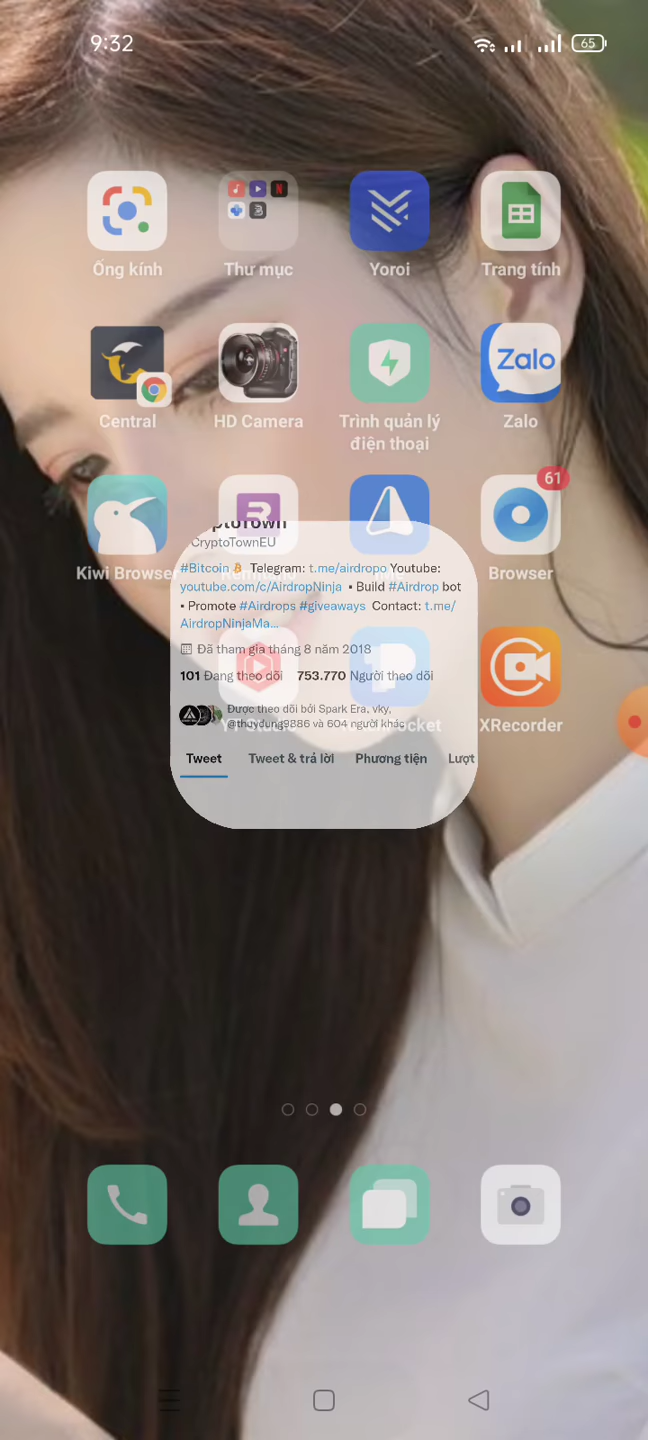 9:32
65
Ống kính
Thư mục
Yoroi
Trang tính
Zalo
Central
HD Camera
Trình quản lý điện thoại
Zalo
61
Kiwi Browser
Browser
CryptoTownEU
#Bitcoin Telegram: t.me/airdropo Youtube:
youtube.com/c/AirdropNinja • Build #Airdrop bot
• Promote #Airdrops #giveaways Contact: t.me/
AirdropNinjaMa...
Đã tham gia tháng 8 năm 2018
101 Đang theo dõi 753.770 Người theo dõi
Được theo dõi bởi Spark Era, vky,
@thuydung9886 và 604 người khác
XRecorder
Tweet Tweet & trả lời Phương tiện Lượt